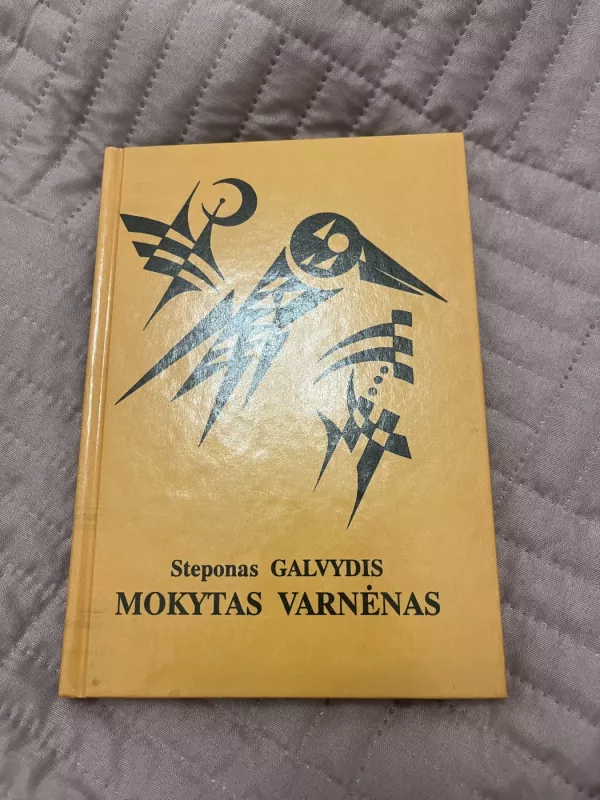 Steponas GALVYDIS
MOKYTAS VARNĖNAS